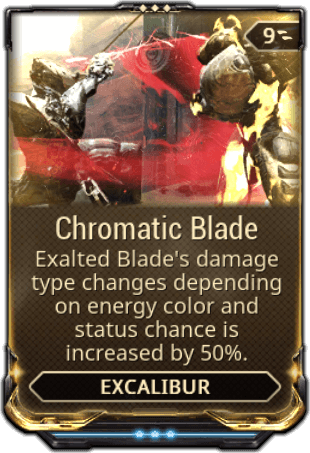 9
Chromatic Blade
Exalted Blade's damage
type changes depending
on energy color and
status chance is
increased by 50%.
EXCALIBUR